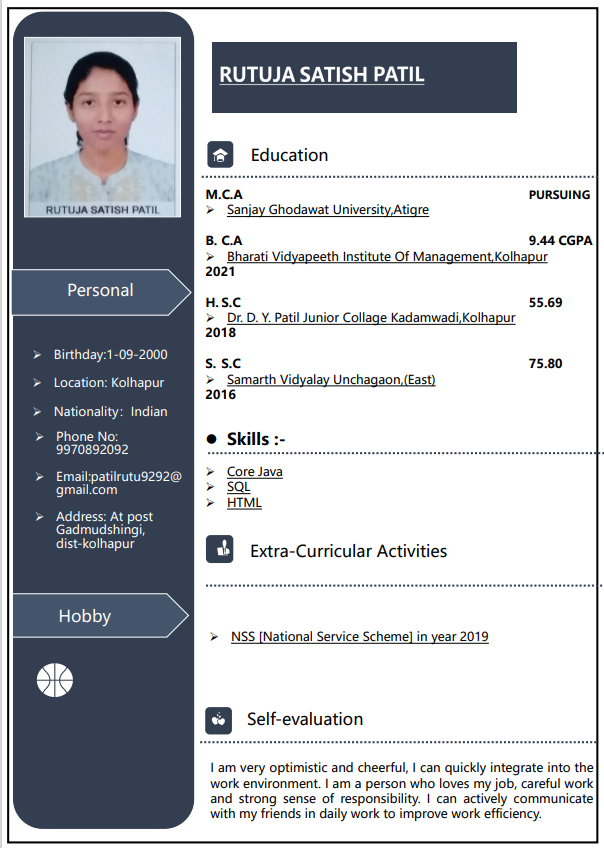 RUTUJA SATISH PATIL
Personal
Birthday:1-09-2000
Location: Kolhapur
Nationality: Indian
Phone No:
9970892092
Email:patilrutu9292@
gmail.com
Address: At post
Gadmudshingi,
dist-kolhapur
Hobby
RUTUJA SATISH PATIL
Education
M.C.A PURSUING
Sanjay Ghodawat University,Atigre
B. C.A 9.44 CGPA
Bharati Vidyapeeth Institute Of Management,Kolhapur
2021
H. S.C 55.69
Dr. D. Y. Patil Junior Collage Kadamwadi,Kolhapur
2018
S. S.C 75.80
Samarth Vidyalay Unchagaon,(East)
2016
Skills :-
Core Java
SQL
HTML
Extra-Curricular Activities
NSS [National Service Scheme] in year 2019
Self-evaluation
I am very optimistic and cheerful, I can quickly integrate into the
work environment. I am a person who loves my job, careful work
and strong sense of responsibility. I can actively communicate
with my friends in daily work to improve work efficiency.